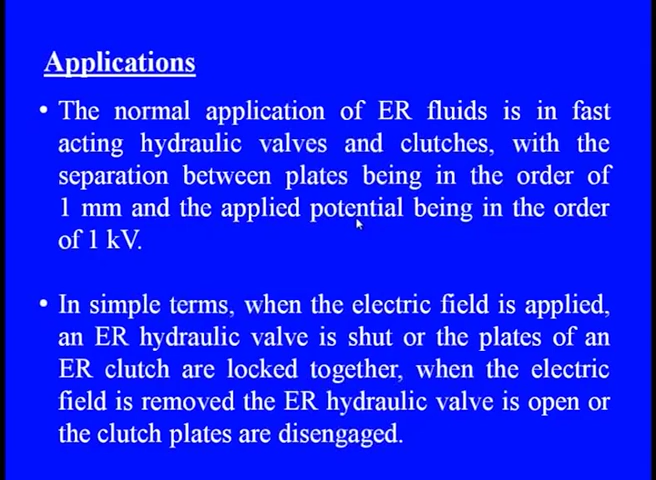 Applications
• The normal application of ER fluids is in fast
acting hydraulic valves and clutches, with the
separation between plates being in the order of
1 mm and the applied potential being in the order
of 1 kV.
• In simple terms, when the electric field is applied,
an ER hydraulic valve is shut or the plates of an
ER clutch are locked together, when the electric
field is removed the ER hydraulic valve is open or
the clutch plates are disengaged.